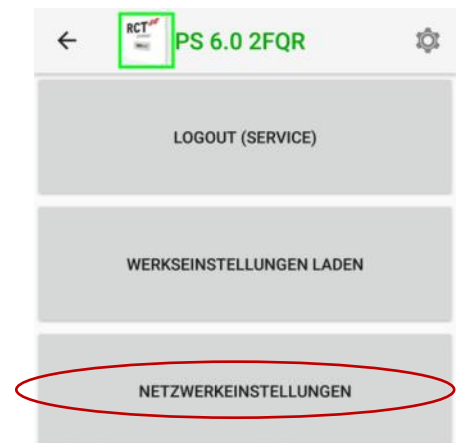 RCT
PS 6.0 2FQR
LOGOUT (SERVICE)
WERKSEINSTELLUNGEN LADEN
NETZWERKEINSTELLUNGEN